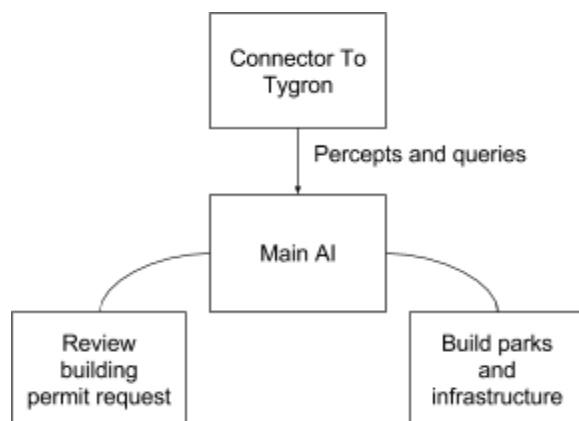 Connector To
Tygron
Percepts and queries
Main AI
Review
building
permit request
Build parks
and
infrastructure